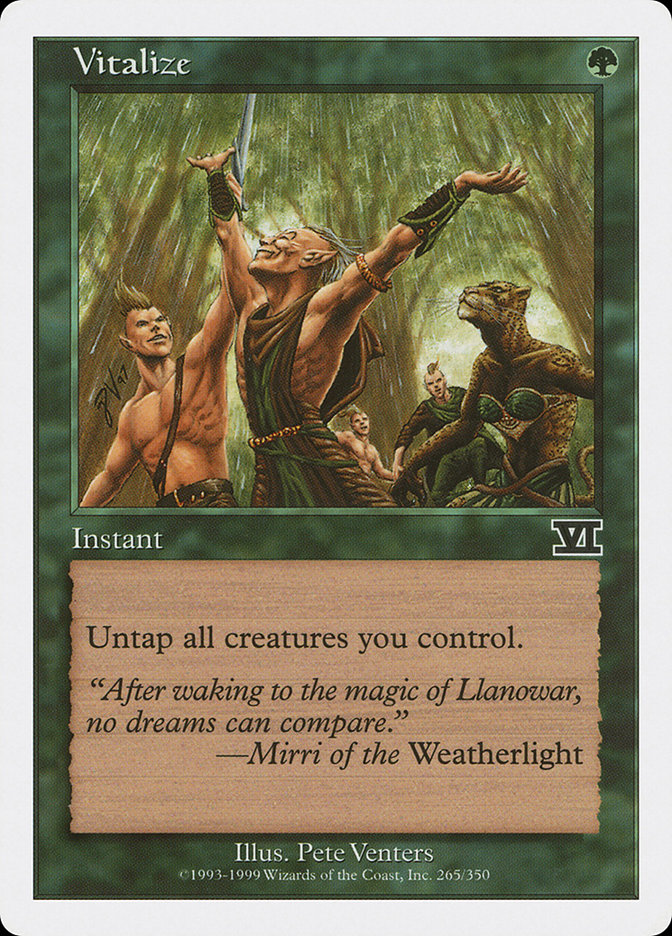 Vitalize
PV97
Instant
VI
Untap all creatures you control.
“After waking to the magic of Llanowar,
no dreams can compare.”
—Mirri of the Weatherlight
Illus. Pete Venters
©1993-1999 Wizards of the Coast, Inc. 265/350